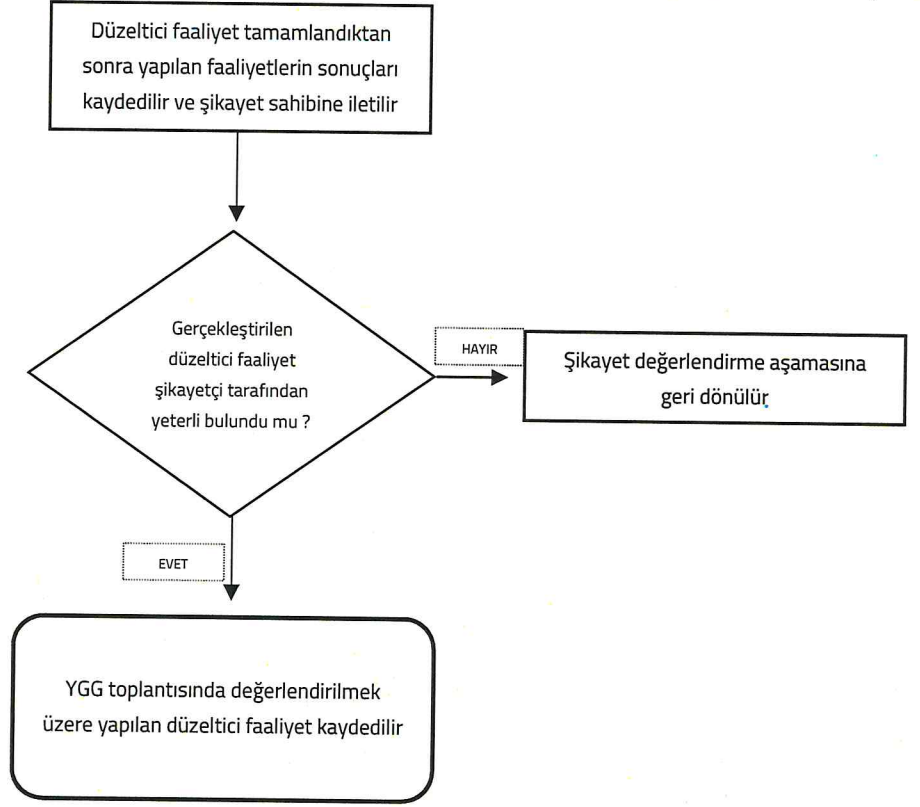 Düzeltici faaliyet tamamlandıktan
sonra yapılan faaliyetlerin sonuçları
kaydedilir ve şikayet sahibine iletilir
Gerçekleştirilen
düzeltici faaliyet
şikayetçi tarafından
yeterli bulundu mu ?
HAYIR
Şikayet değerlendirme aşamasına
geri dönülür.
EVET
YGG toplantısında değerlendirilmek
üzere yapılan düzeltici faaliyet kaydedilir